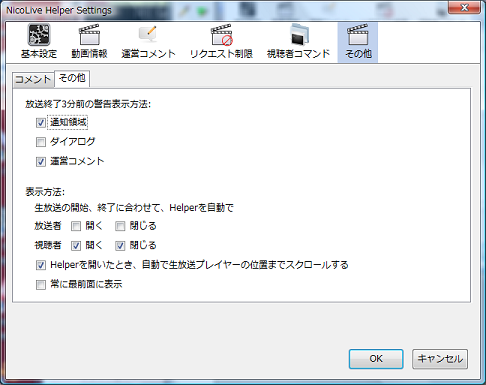 NicoLive Helper Settings
基本設定 動画情報 運営コメント リクエスト制限 視聴者コマンド その他
コメント その他
放送終了3分前の警告表示方法:
通知領域
ダイアログ
運営コメント
表示方法:
生放送の開始、終了に合わせて、Helperを自動で
放送者 開く 閉じる
視聴者 開く 閉じる
Helperを開いたとき、自動で生放送プレイヤーの位置までスクロールする
常に最前面に表示
OK キャンセル